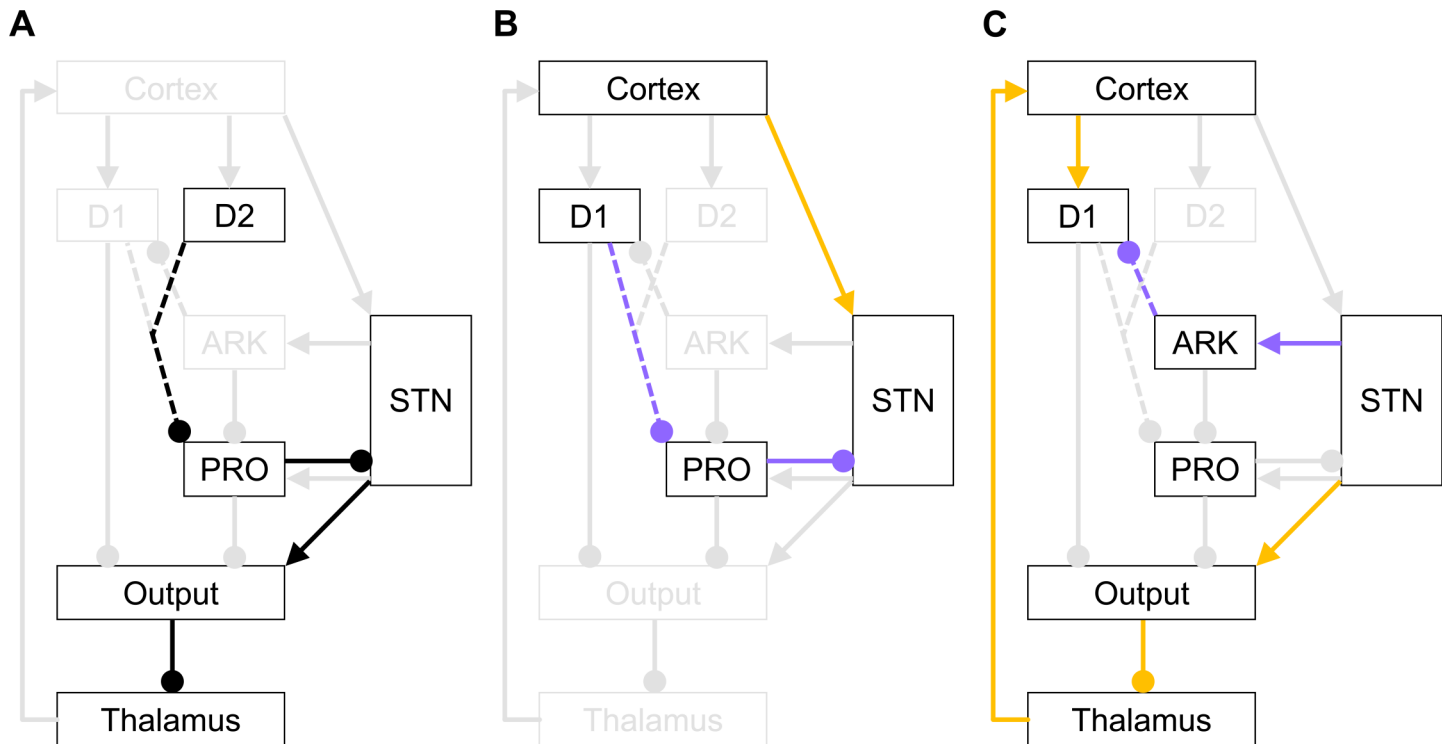 A
Cortex
D1
D2
ARK
STN
PRO
Output
Thalamus
B
Cortex
D1
D2
ARK
STN
PRO
Output
Thalamus
C
Cortex
D1
D2
ARK
STN
PRO
Output
Thalamus